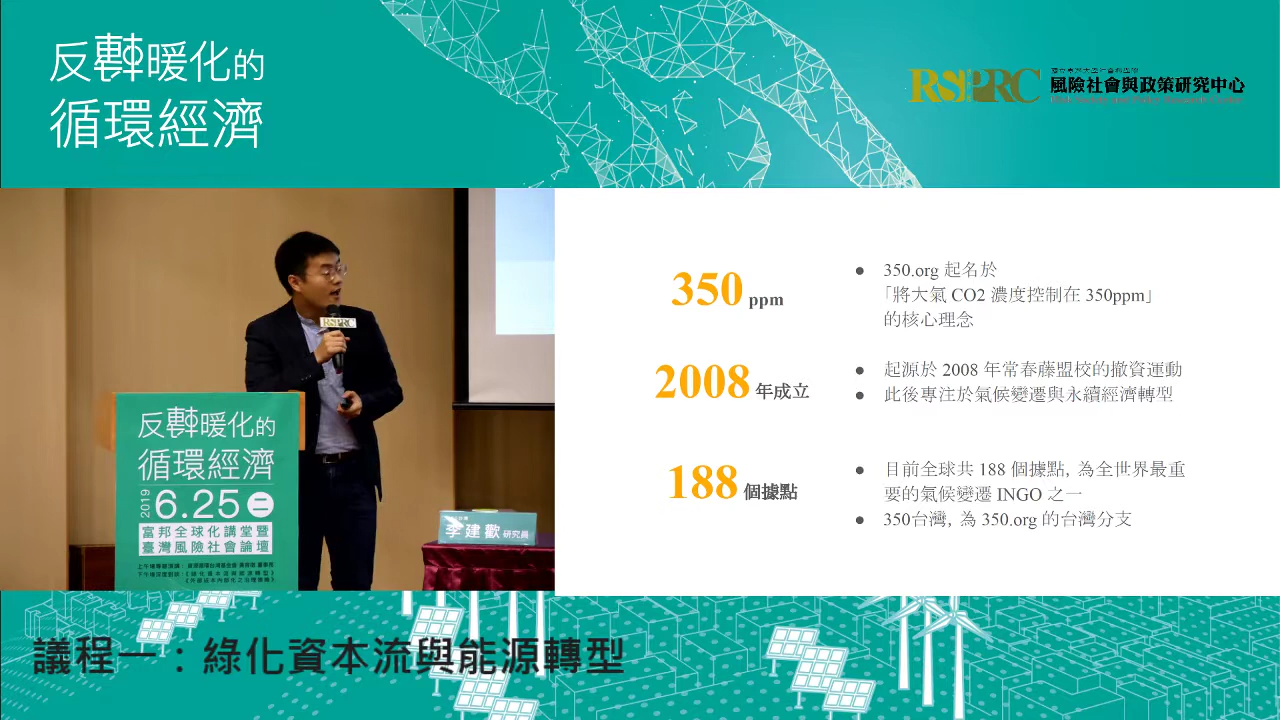 反轉暖化的
循環經濟
RSPRC
風險社會與政策研究中心
Risk Society and Policy Research Center
RSPRC
反轉暖化的
循環經濟
2019 6.25 二
富邦全球化講堂暨
臺灣風險社會論壇
李建歡 研究員
350 ppm
● 350.org 起名於
「將大氣 CO2 濃度控制在 350ppm」
的核心理念
2008 年成立
● 起源於 2008 年常春藤盟校的撤資運動
● 此後專注於氣候變遷與永續經濟轉型
188 個據點
● 目前全球共 188 個據點, 為全世界最重
要的氣候變遷 INGO 之一
● 350台灣, 為 350.org 的台灣分支
議程一：綠化資本流與能源轉型